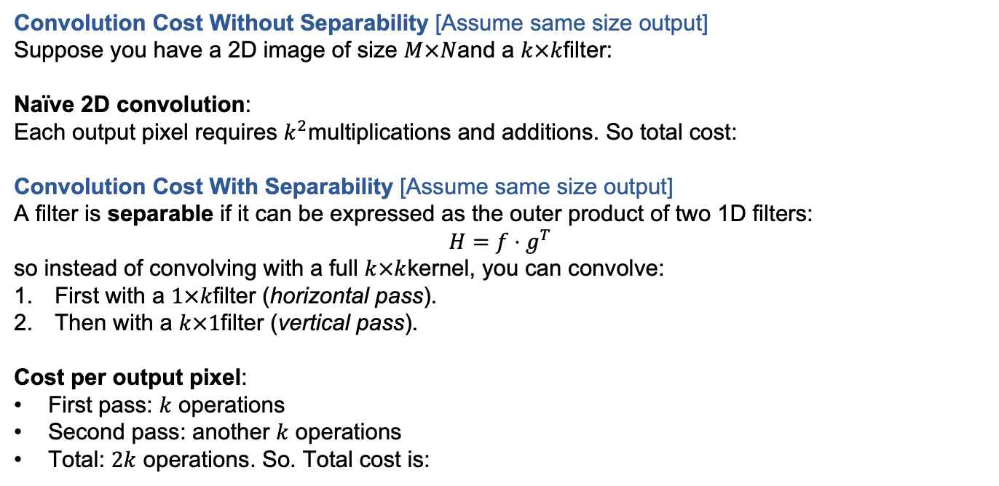 Convolution Cost Without Separability [Assume same size output]
Suppose you have a 2D image of size M×Nand a k×kfilter:
Naïve 2D convolution:
Each output pixel requires k²multiplications and additions. So total cost:
Convolution Cost With Separability [Assume same size output]
A filter is separable if it can be expressed as the outer product of two 1D filters:
H = f · gᵀ
so instead of convolving with a full k×kkernel, you can convolve:
1. First with a 1×kfilter (horizontal pass).
2. Then with a k×1filter (vertical pass).
Cost per output pixel:
• First pass: k operations
• Second pass: another k operations
• Total: 2k operations. So. Total cost is: